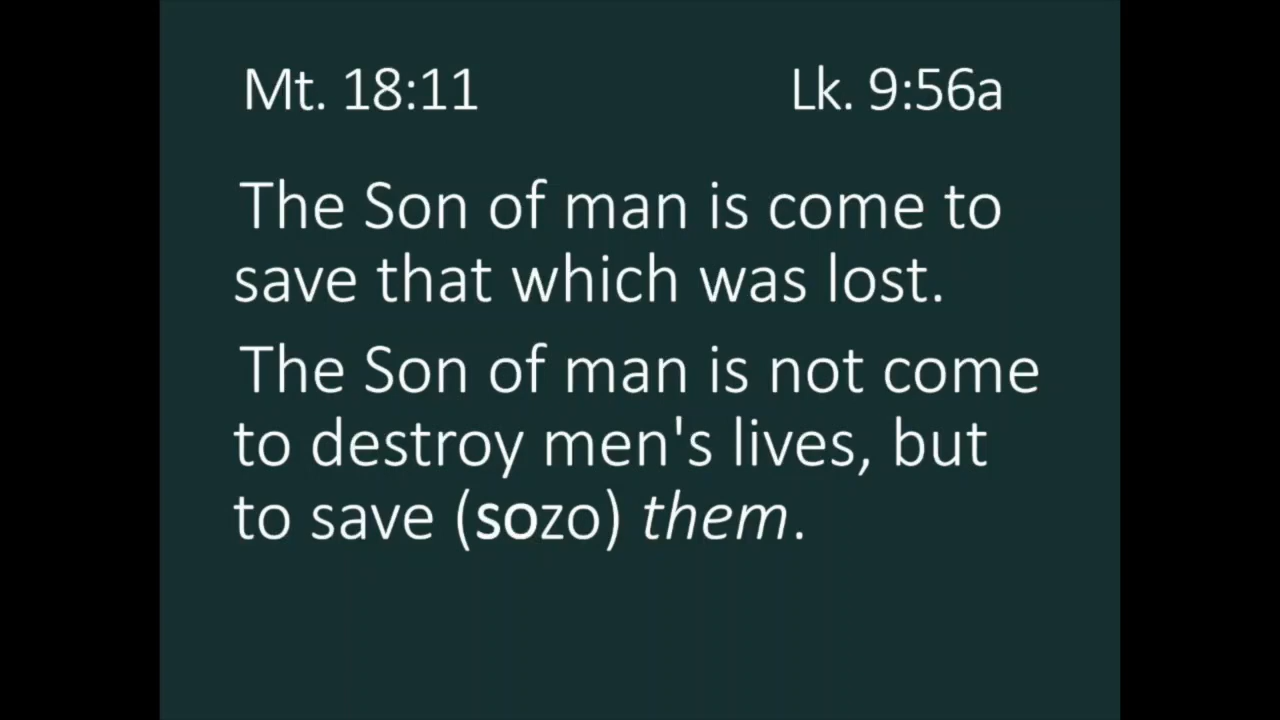 Mt. 18:11 Lk. 9:56a
The Son of man is come to
save that which was lost.
The Son of man is not come
to destroy men's lives, but
to save (sozo) them.